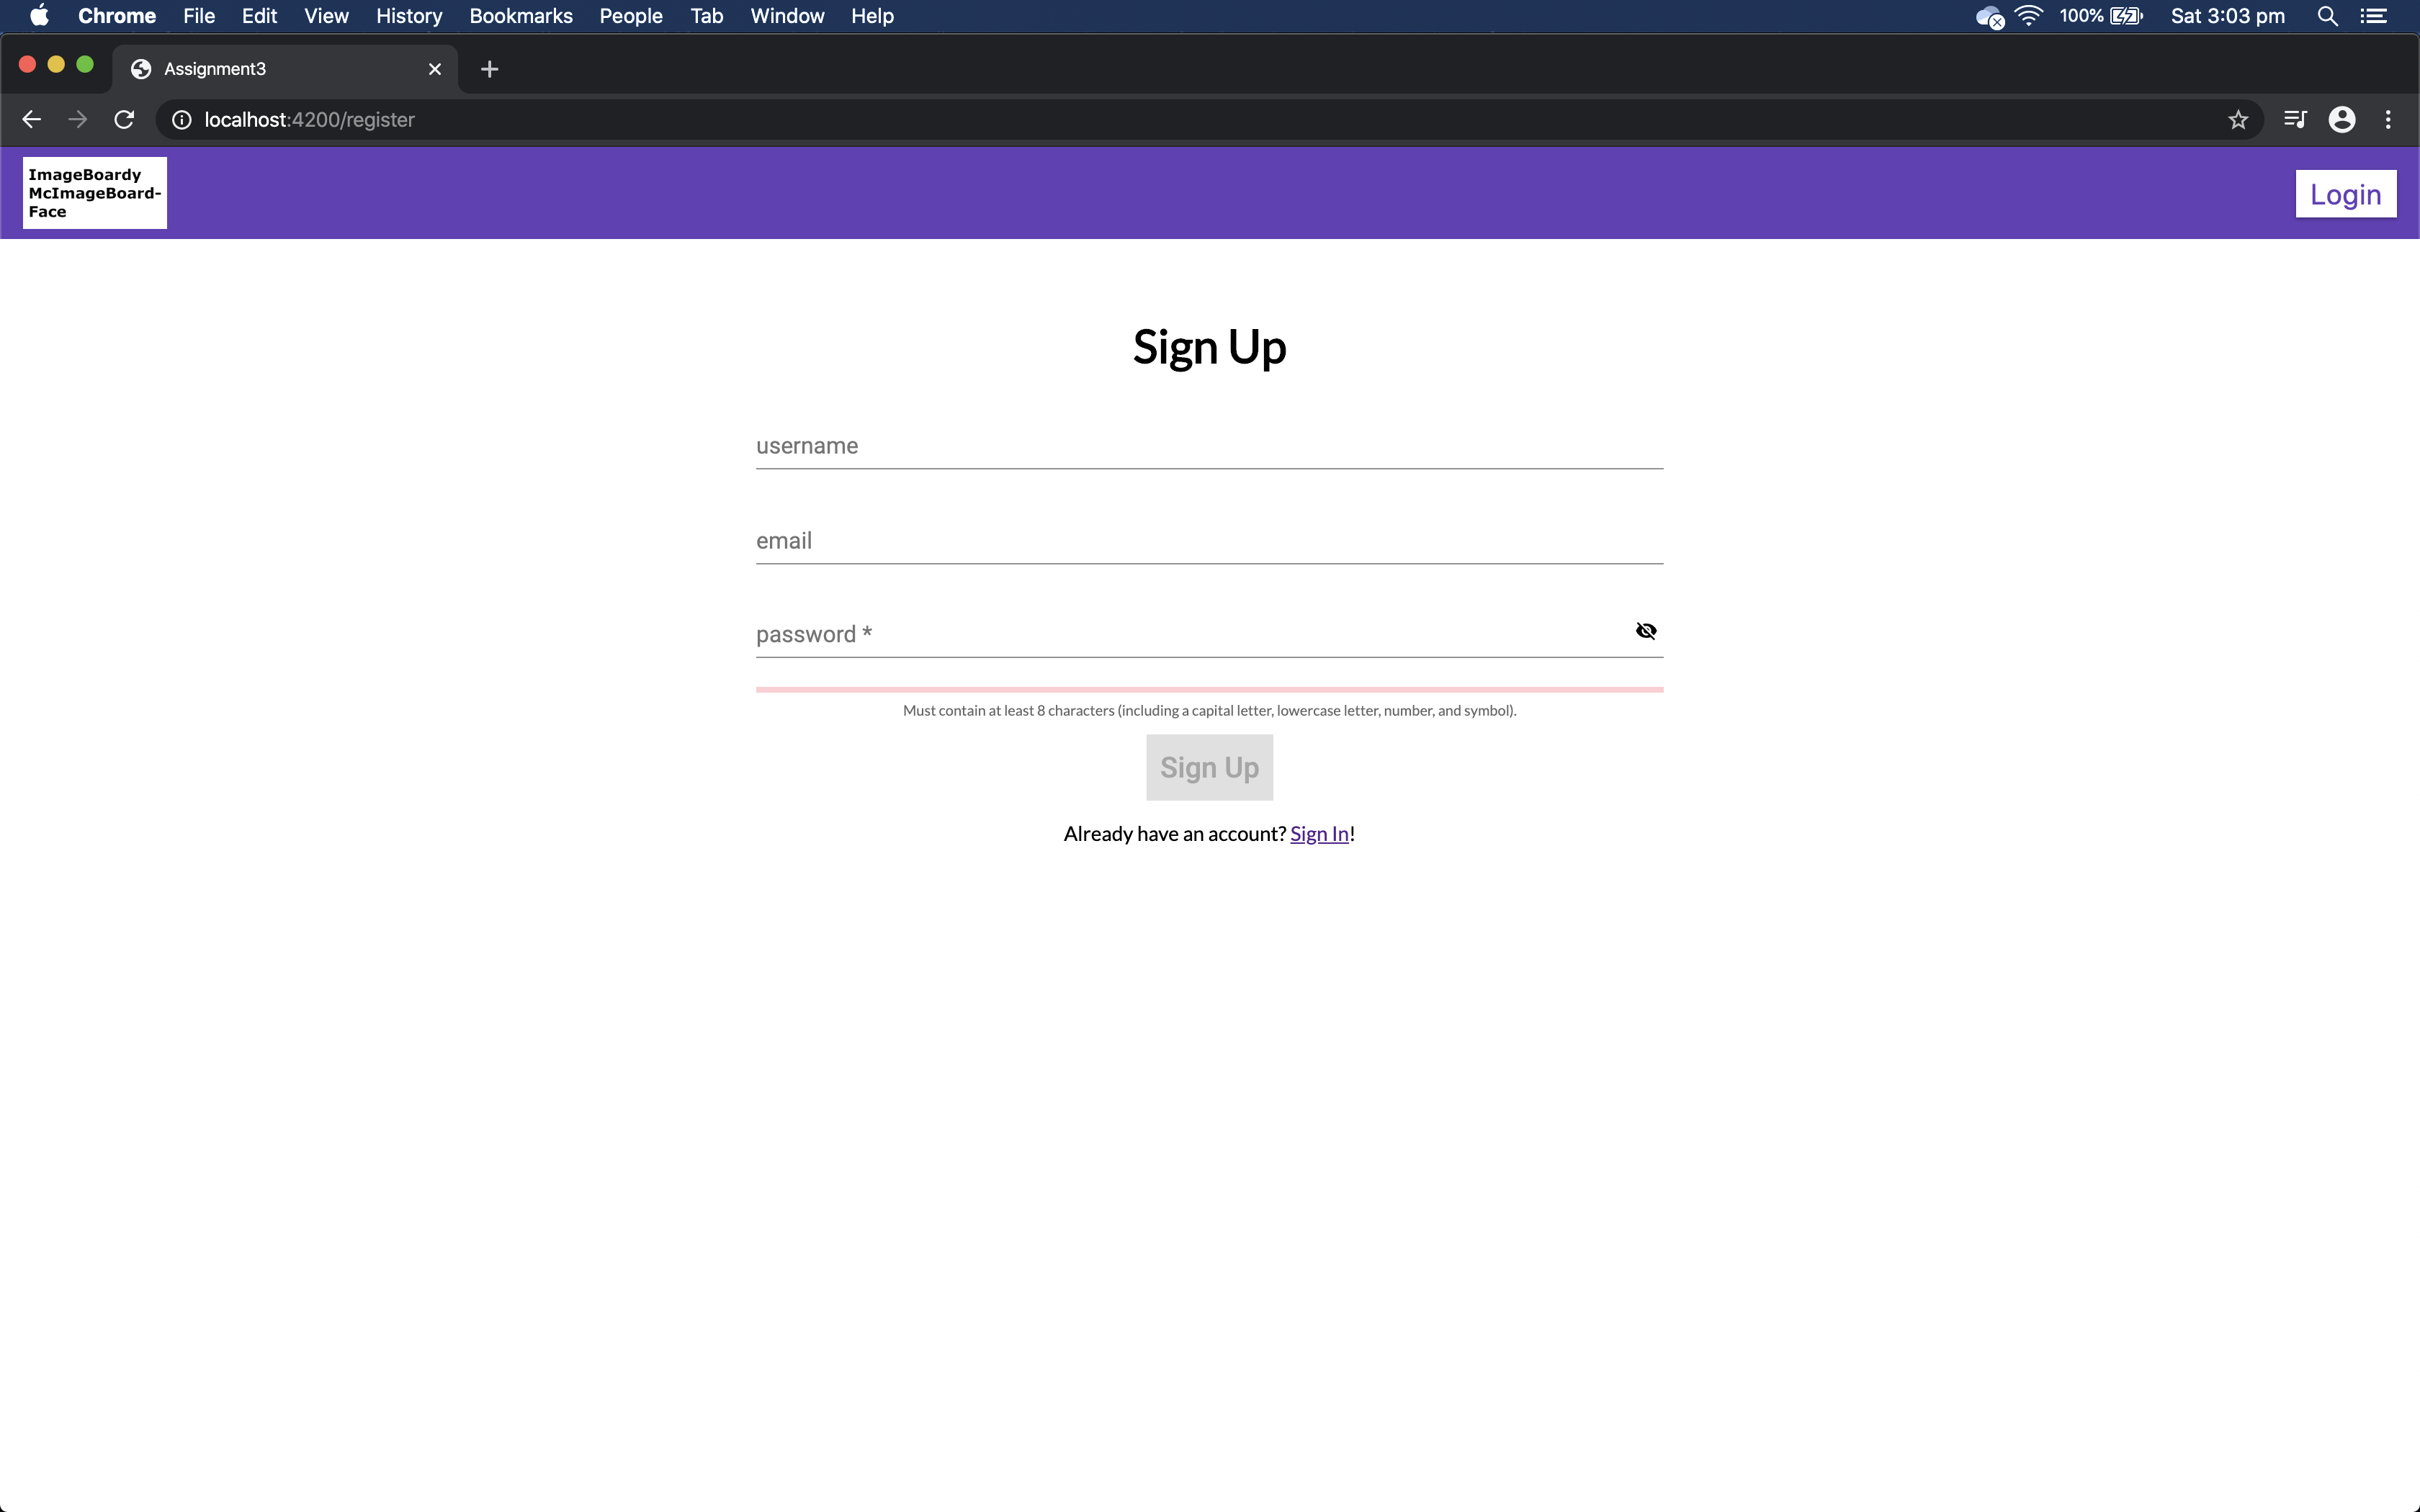 Chrome File Edit View History Bookmarks People Tab Window Help 100% Sat 3:03 pm
Assignment3
localhost:4200/register
ImageBoardy
McImageBoard-
Face
Login
Sign Up
username
email
password *
Must contain at least 8 characters (including a capital letter, lowercase letter, number, and symbol).
Sign Up
Already have an account? Sign In!